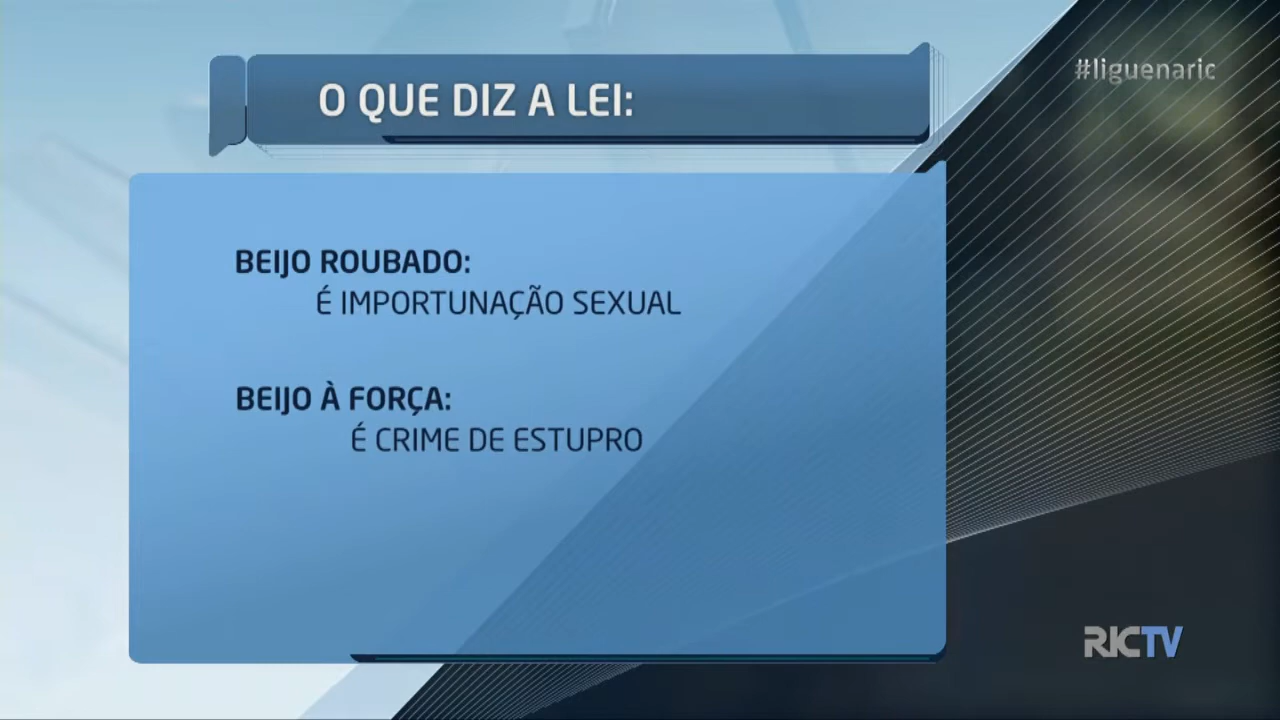 O QUE DIZ A LEI:
#liguenaric
BEIJO ROUBADO:
É IMPORTUNAÇÃO SEXUAL
BEIJO À FORÇA:
É CRIME DE ESTUPRO
RICTV